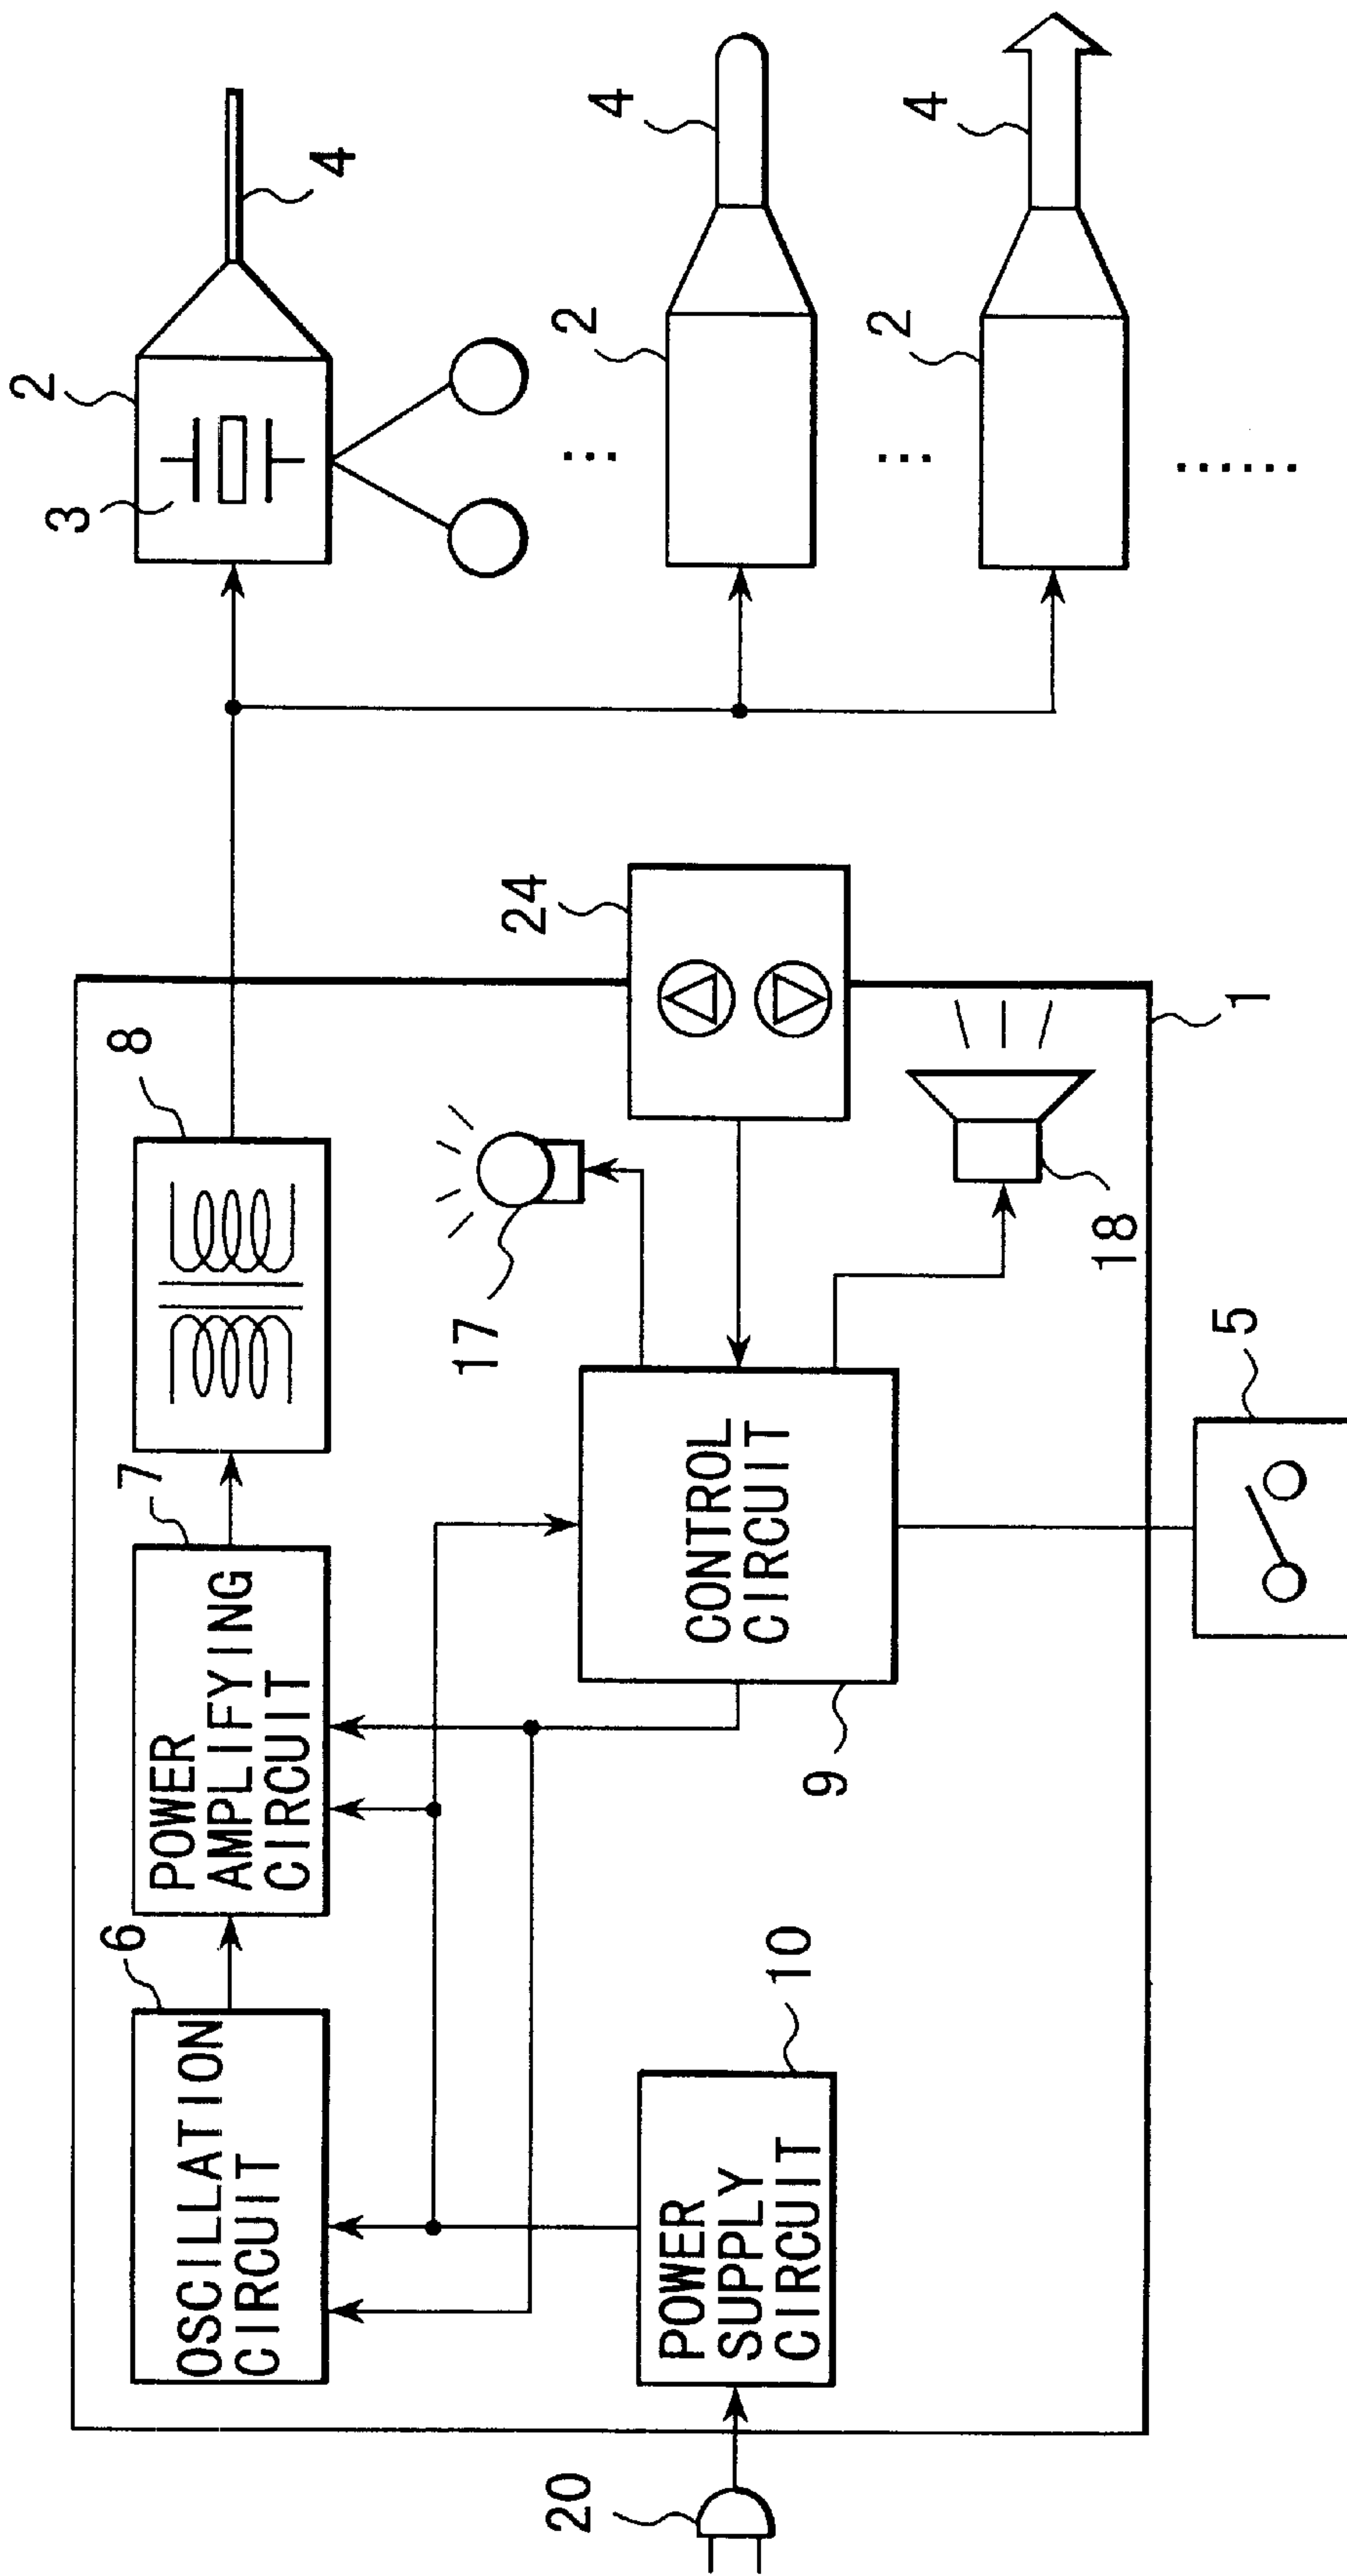 2
3
4
2
4
2
4
8
24
17
18
1
7
POWER
AMPLIFYING
CIRCUIT
CONTROL
CIRCUIT
9
5
6
OSCILLATION
CIRCUIT
10
POWER
SUPPLY
CIRCUIT
20